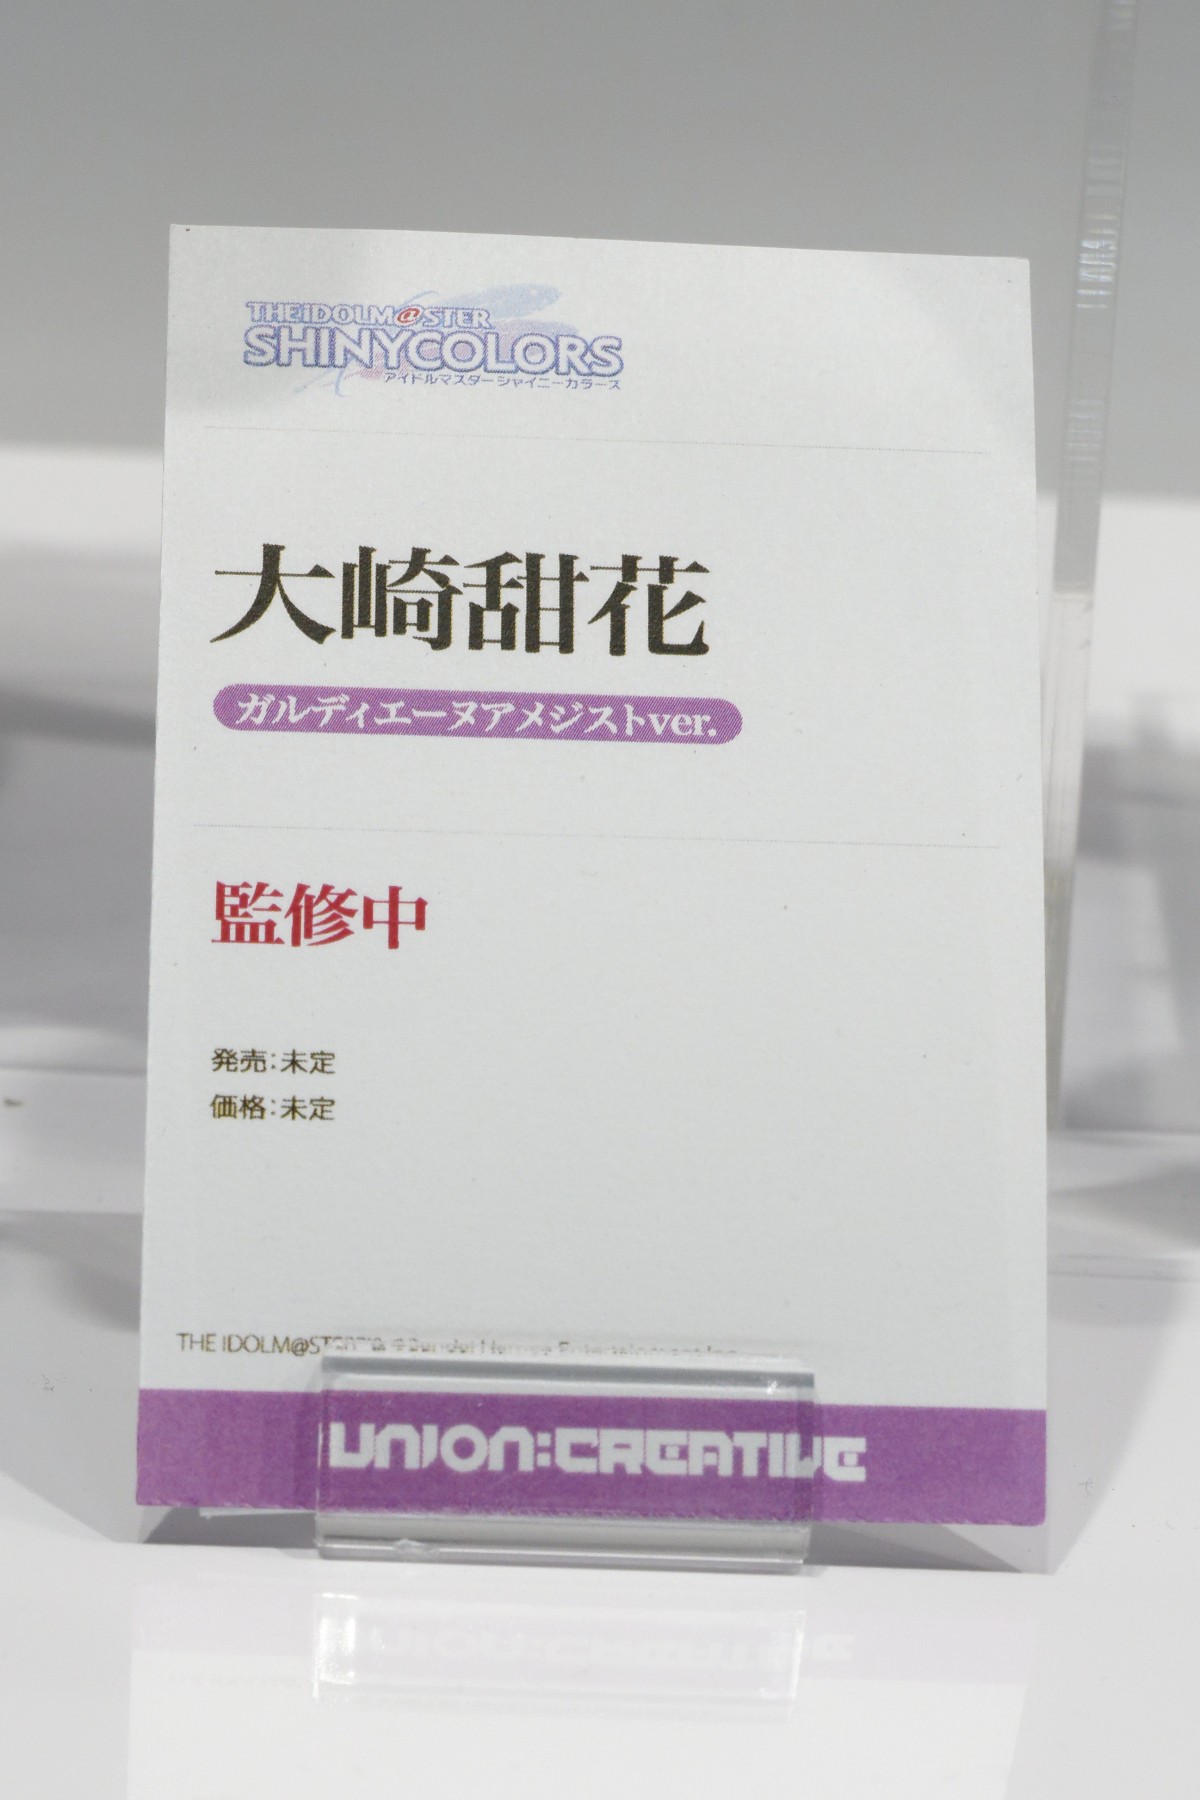 THE iDOLM@STER
SHINYCOLORS
アイドルマスター シャイニーカラーズ
大崎甜花
ガルディエーヌアメジストver.
監修中
発売:未定
価格:未定
THE IDOLM@STER
UNION:CREATIVE